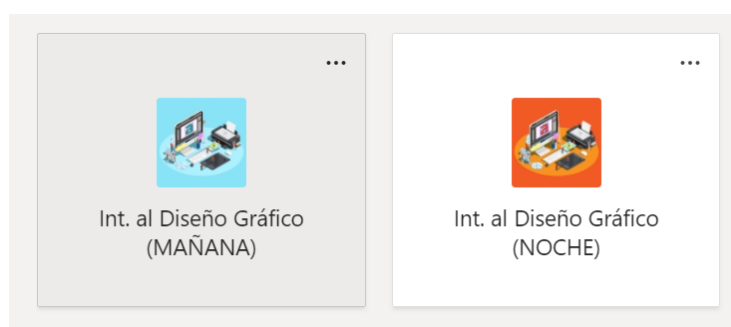 Int. al Diseño Gráfico
(MAÑANA)
Int. al Diseño Gráfico
(NOCHE)